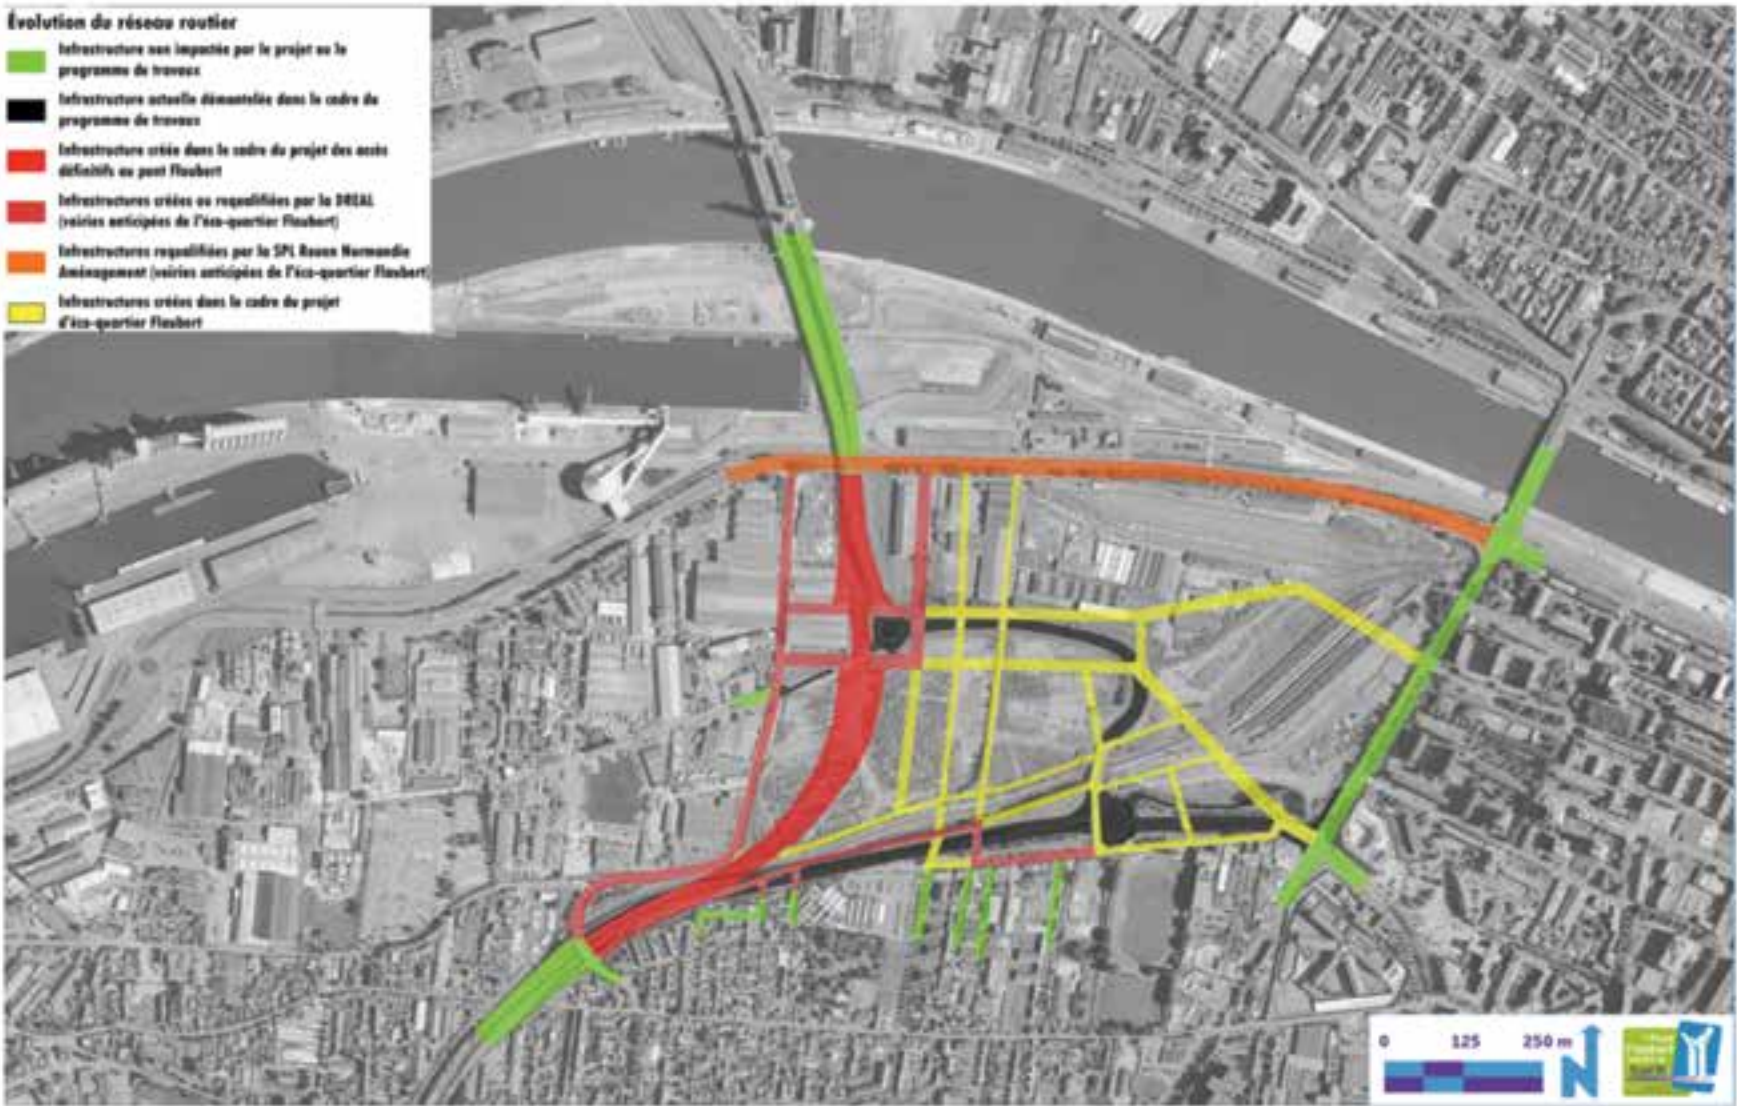 Évolution du réseau routier
Infrastructure non impactée par le projet ou le
programme de travaux
Infrastructure actuelle démantelée dans le cadre du
programme de travaux
Infrastructure créée dans le cadre du projet des accès
définitifs au pont Flaubert
Infrastructures créées ou requalifiées par la DREAL
(voiries anticipées de l'éco-quartier Flaubert)
Infrastructures requalifiées par la SPL Rouen Normandie
Aménagement (voiries anticipées de l'éco-quartier Flaubert)
Infrastructures créées dans le cadre du projet
d'éco-quartier Flaubert
0 125 250 m
N